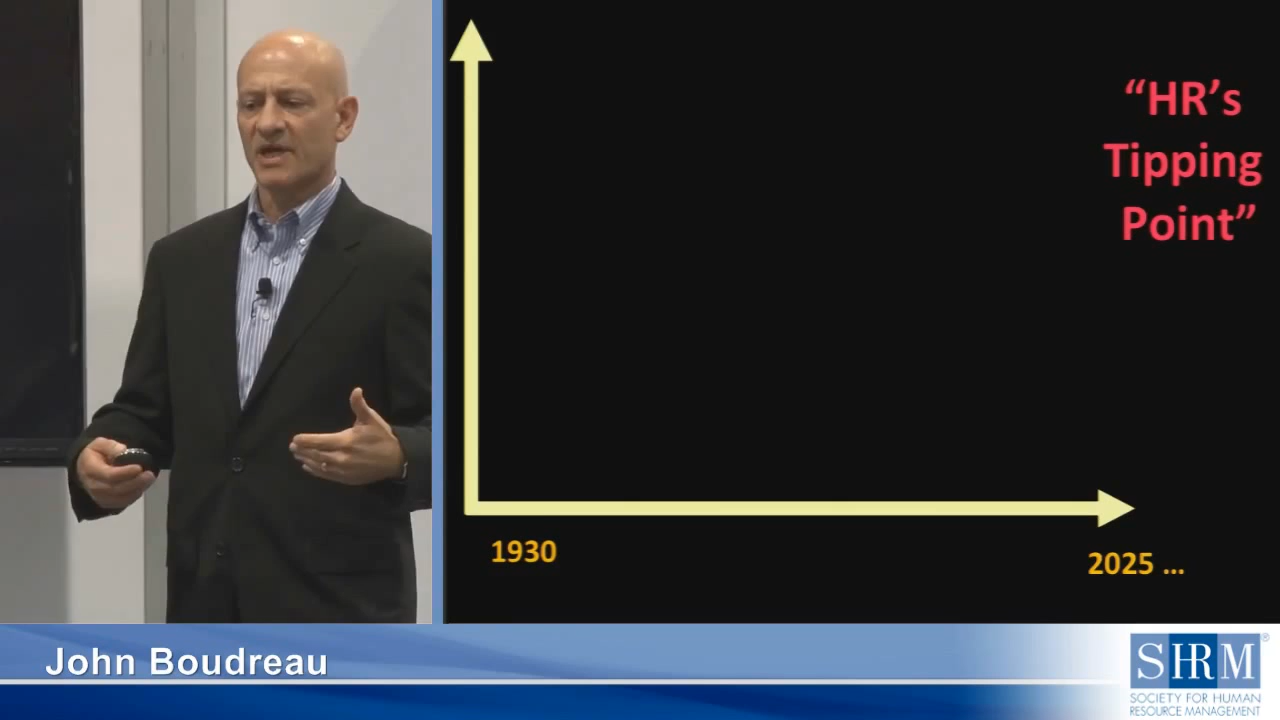 “HR’s
Tipping
Point”
1930
2025 ...
John Boudreau
SHRM®
SOCIETY FOR HUMAN
RESOURCE MANAGEMENT